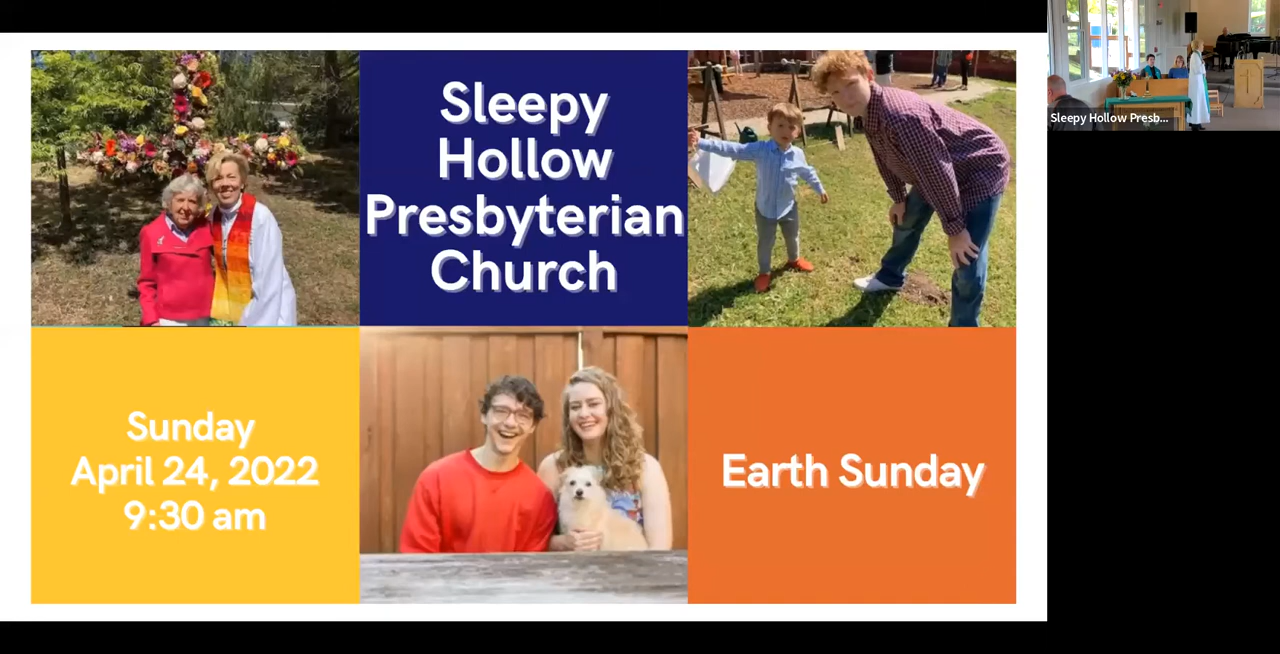 Sleepy
Hollow
Presbyterian
Church
Sleepy Hollow Presb...
Sunday
April 24, 2022
9:30 am
Earth Sunday